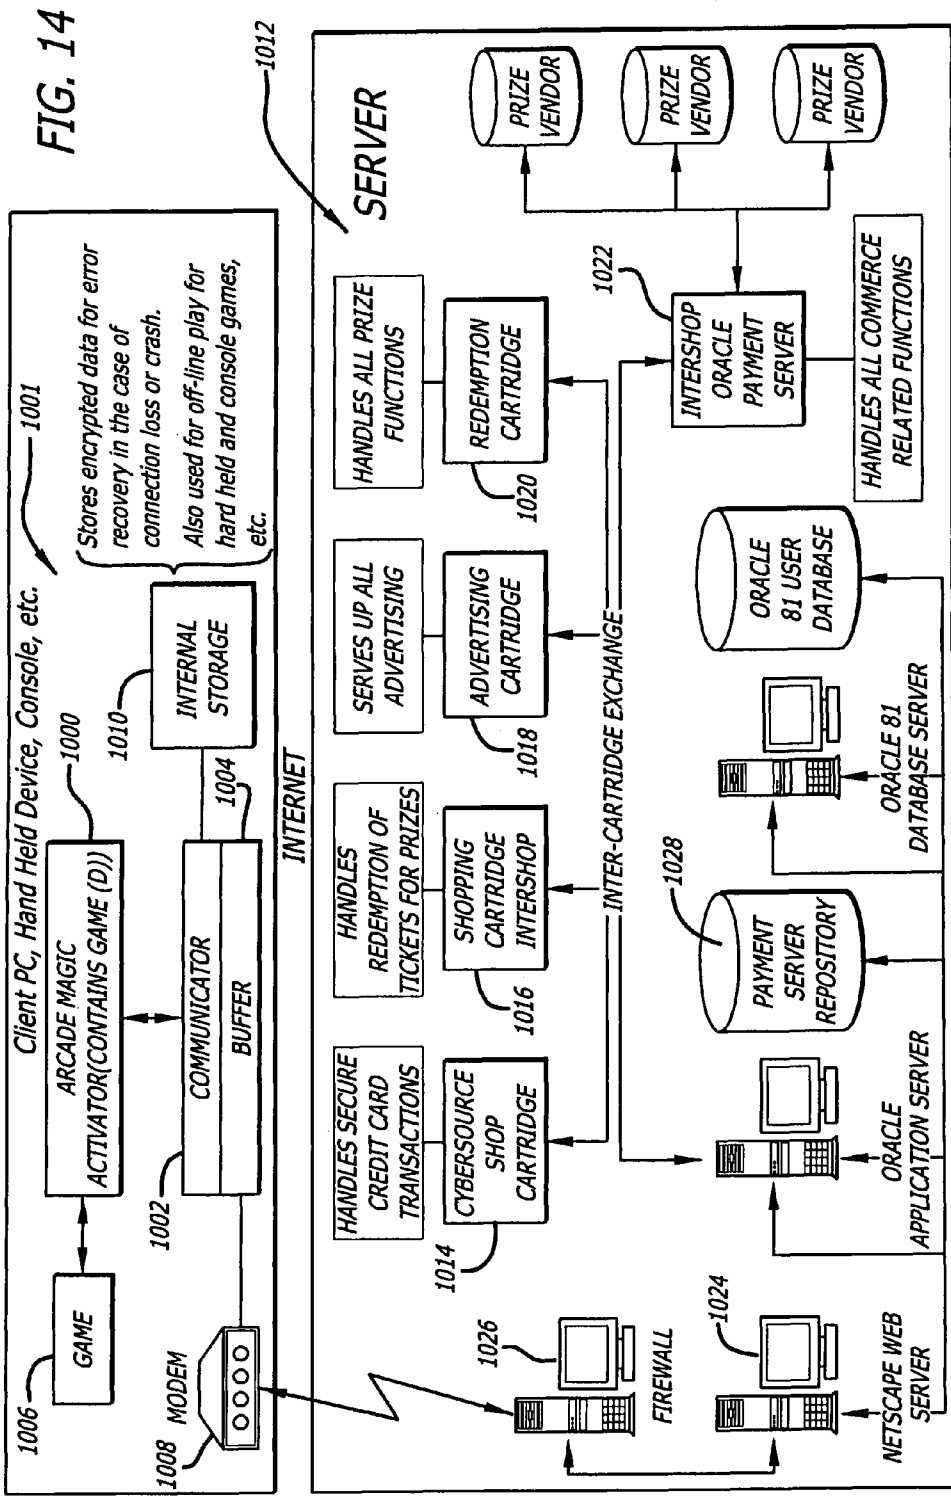 FIG. 14
Client PC, Hand Held Device, Console, etc.
1001
1006
GAME
1000
ARCADE MAGIC
ACTIVATOR(CONTAINS GAME (D))
1002
COMMUNICATOR
BUFFER
1004
1008
MODEM
1010
INTERNAL
STORAGE
Stores encrypted data for error
recovery in the case of
connection loss or crash.
Also used for off-line play for
hard held and console games,
etc.
INTERNET
1012
SERVER
HANDLES SECURE
CREDIT CARD
TRANSACTIONS
CYBERSOURCE
SHOP
CARTRIDGE
1014
HANDLES
REDEMPTION OF
TICKETS FOR PRIZES
SHOPPING
CARTRIDGE
INTERSHOP
1016
SERVES UP ALL
ADVERTISING
ADVERTISING
CARTRIDGE
1018
HANDLES ALL PRIZE
FUNCTIONS
REDEMPTION
CARTRIDGE
1020
INTER-CARTRIDGE EXCHANGE
1022
INTERSHOP
ORACLE
PAYMENT
SERVER
HANDLES ALL COMMERCE
RELATED FUNCTIONS
PRIZE
VENDOR
PRIZE
VENDOR
PRIZE
VENDOR
1026
FIREWALL
1024
NETSCAPE WEB
SERVER
ORACLE
APPLICATION SERVER
1028
PAYMENT
SERVER
REPOSITORY
ORACLE 81
DATABASE SERVER
ORACLE
81 USER
DATABASE